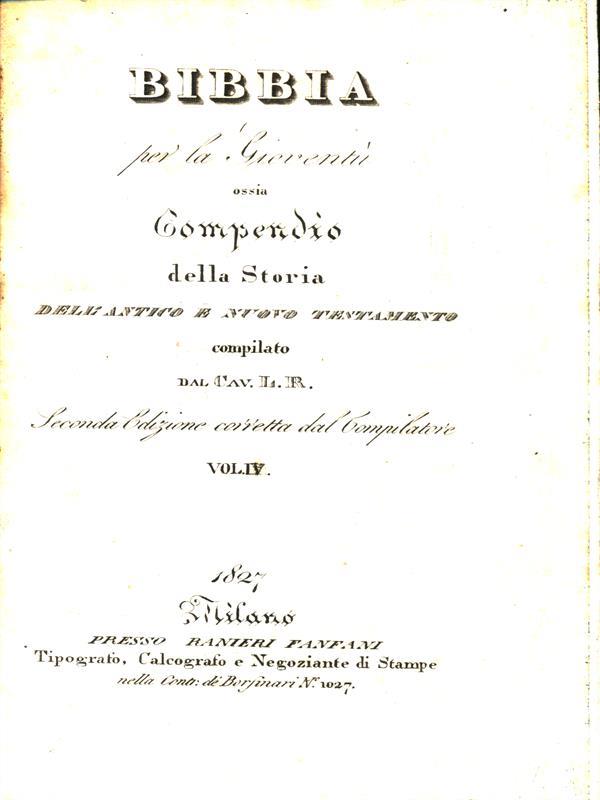 BIBBIA
per la Gioventù
ossia
Compendio
della Storia
DELL'ANTICO E NUOVO TESTAMENTO
compilato
DAL CAV. L. R.
Seconda Edizione corretta dal Compilatore
VOL. IV.
1827
Milano
PRESSO RANIERI FANFANI
Tipografo, Calcografo e Negoziante di Stampe
nella Contr: de' Borsinari N.º 1027.